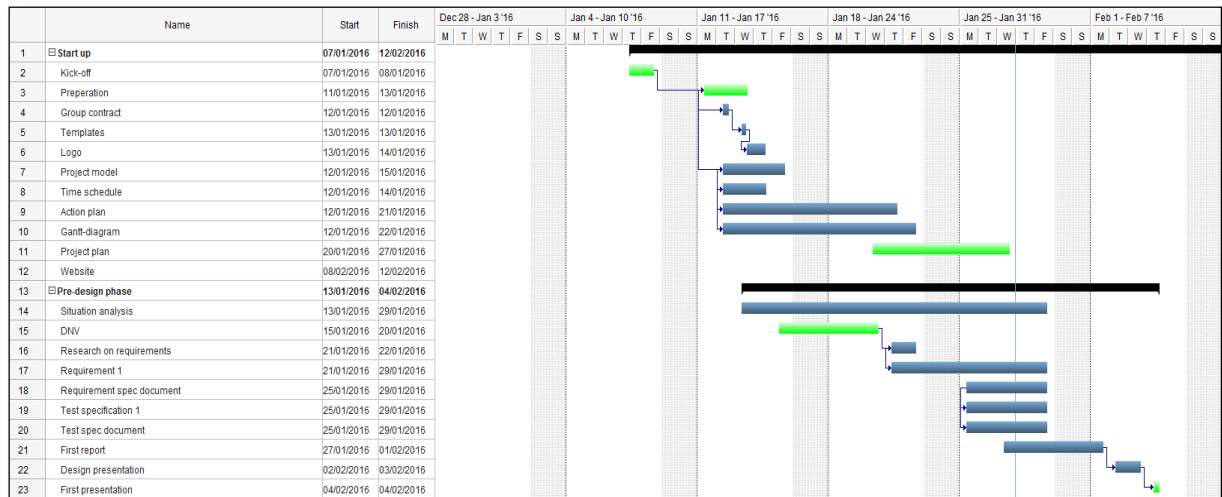 Name Start Finish Dec 28 - Jan 3 '16 Jan 4 - Jan 10 '16 Jan 11 - Jan 17 '16 Jan 18 - Jan 24 '16 Jan 25 - Jan 31 '16 Feb 1 - Feb 7 '16
M T W T F S S M T W T F S S M T W T F S S M T W T F S S M T W T F S S M T W T F S S
1 Start up 07/01/2016 12/02/2016
2 Kick-off 07/01/2016 08/01/2016
3 Preperation 11/01/2016 13/01/2016
4 Group contract 12/01/2016 12/01/2016
5 Templates 13/01/2016 13/01/2016
6 Logo 13/01/2016 14/01/2016
7 Project model 12/01/2016 15/01/2016
8 Time schedule 12/01/2016 14/01/2016
9 Action plan 12/01/2016 21/01/2016
10 Gantt-diagram 12/01/2016 22/01/2016
11 Project plan 20/01/2016 27/01/2016
12 Website 08/02/2016 12/02/2016
13 Pre-design phase 13/01/2016 04/02/2016
14 Situation analysis 13/01/2016 29/01/2016
15 DNV 15/01/2016 20/01/2016
16 Research on requirements 21/01/2016 22/01/2016
17 Requirement 1 21/01/2016 29/01/2016
18 Requirement spec document 25/01/2016 29/01/2016
19 Test specification 1 25/01/2016 29/01/2016
20 Test spec document 25/01/2016 29/01/2016
21 First report 27/01/2016 01/02/2016
22 Design presentation 02/02/2016 03/02/2016
23 First presentation 04/02/2016 04/02/2016